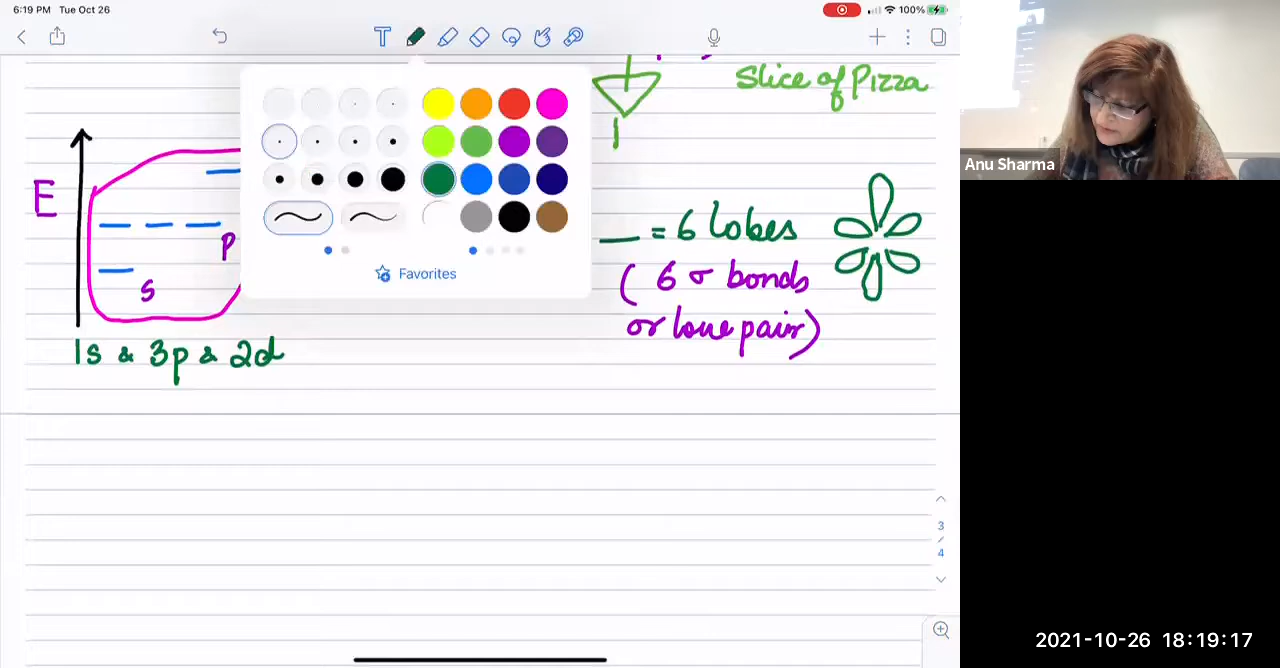 6:19 PM Tue Oct 26
100%
Slice of Pizza
Anu Sharma
E
= 6 lobes
p
( 6 σ bonds
s
or lone pair)
1s & 3p & 2d
Favorites
3
4
2021-10-26 18:19:17